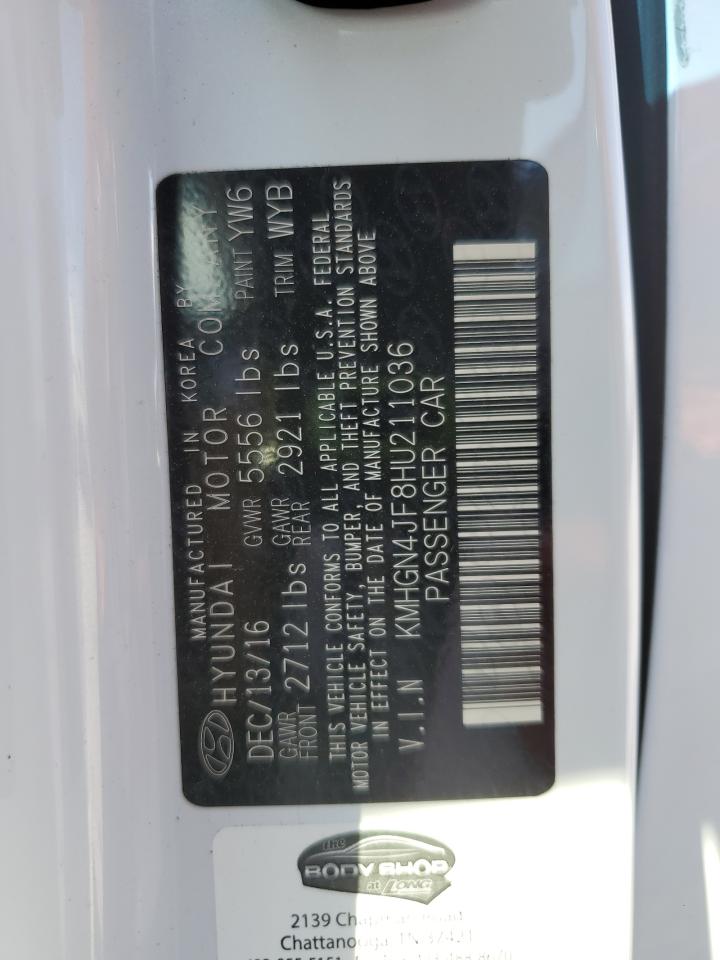 MANUFACTURED IN KOREA BY
HYUNDAI MOTOR COMPANY
DEC/13/16 GVWR 5556 lbs PAINT YW6
GAWR FRONT 2712 lbs GAWR REAR 2921 lbs TRIM WYB
THIS VEHICLE CONFORMS TO ALL APPLICABLE U.S.A. FEDERAL
MOTOR VEHICLE SAFETY, BUMPER, AND THEFT PREVENTION STANDARDS
IN EFFECT ON THE DATE OF MANUFACTURE SHOWN ABOVE
V.I.N KMHGN4JF8HU211036
PASSENGER CAR
the
BODY SHOP
at LONG
2139
Chattanooga, TN 37421